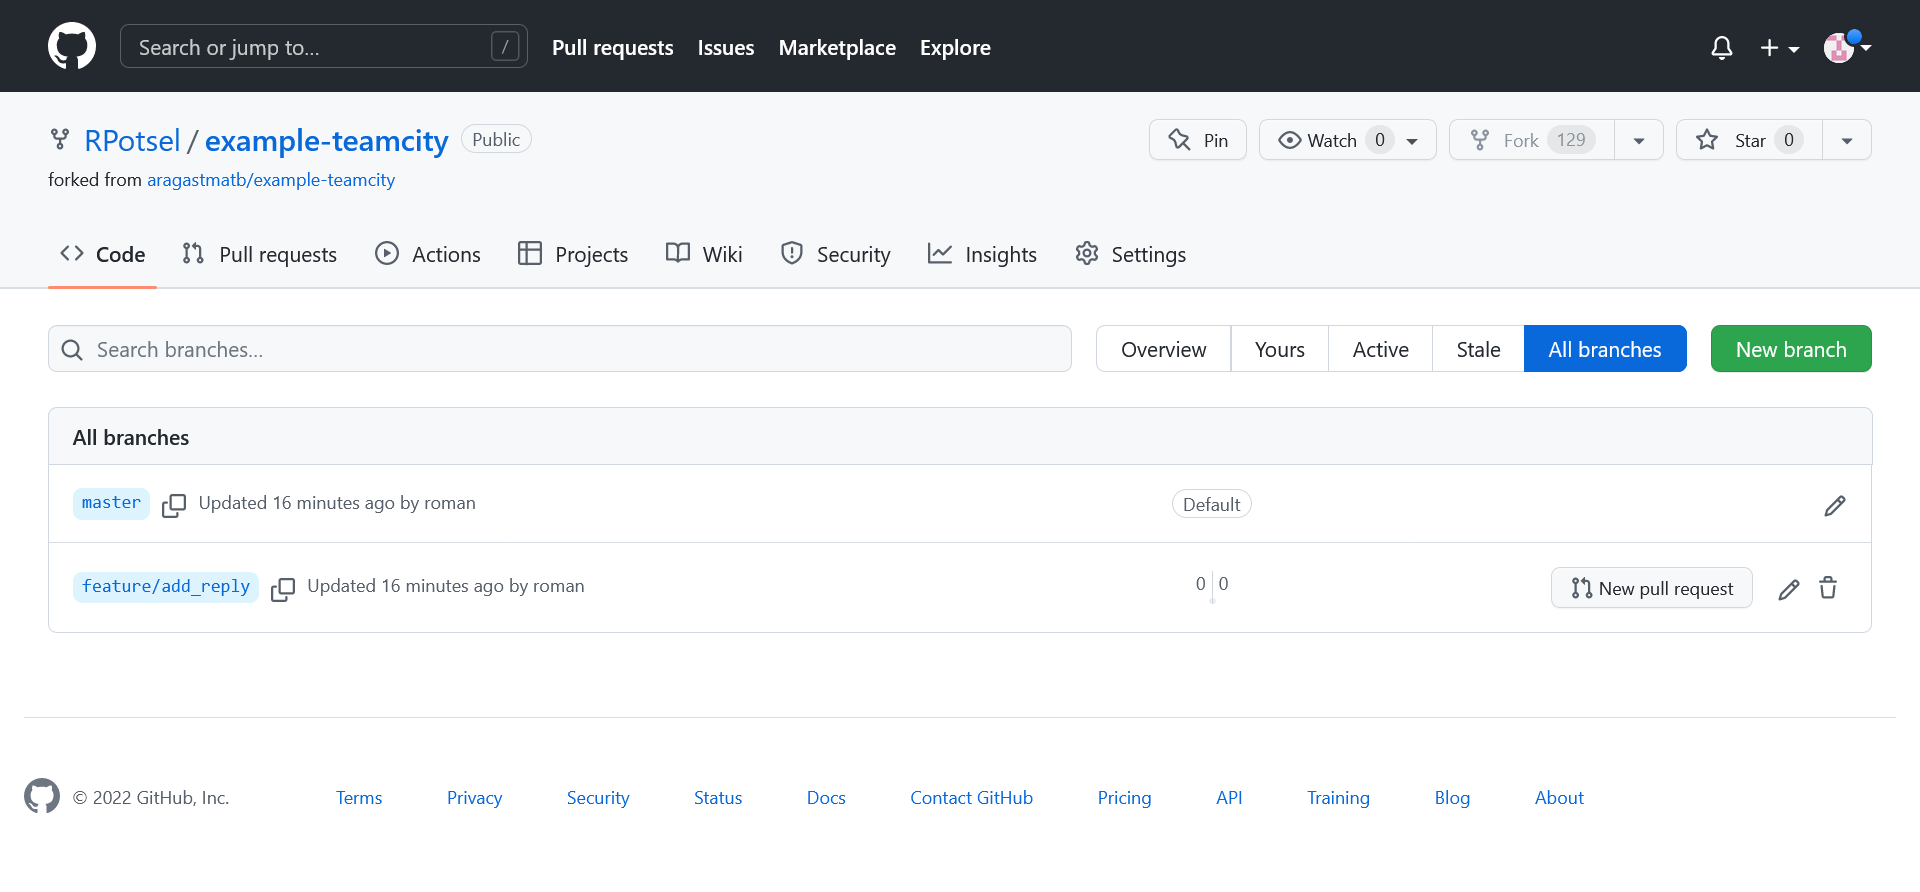 Search or jump to... / Pull requests Issues Marketplace Explore
RPotsel / example-teamcity Public Pin Watch 0 Fork 129 Star 0
forked from aragastmatb/example-teamcity
Code Pull requests Actions Projects Wiki Security Insights Settings
Search branches... Overview Yours Active Stale All branches New branch
All branches
master Updated 16 minutes ago by roman Default
feature/add_reply Updated 16 minutes ago by roman 0 0 New pull request
© 2022 GitHub, Inc. Terms Privacy Security Status Docs Contact GitHub Pricing API Training Blog About